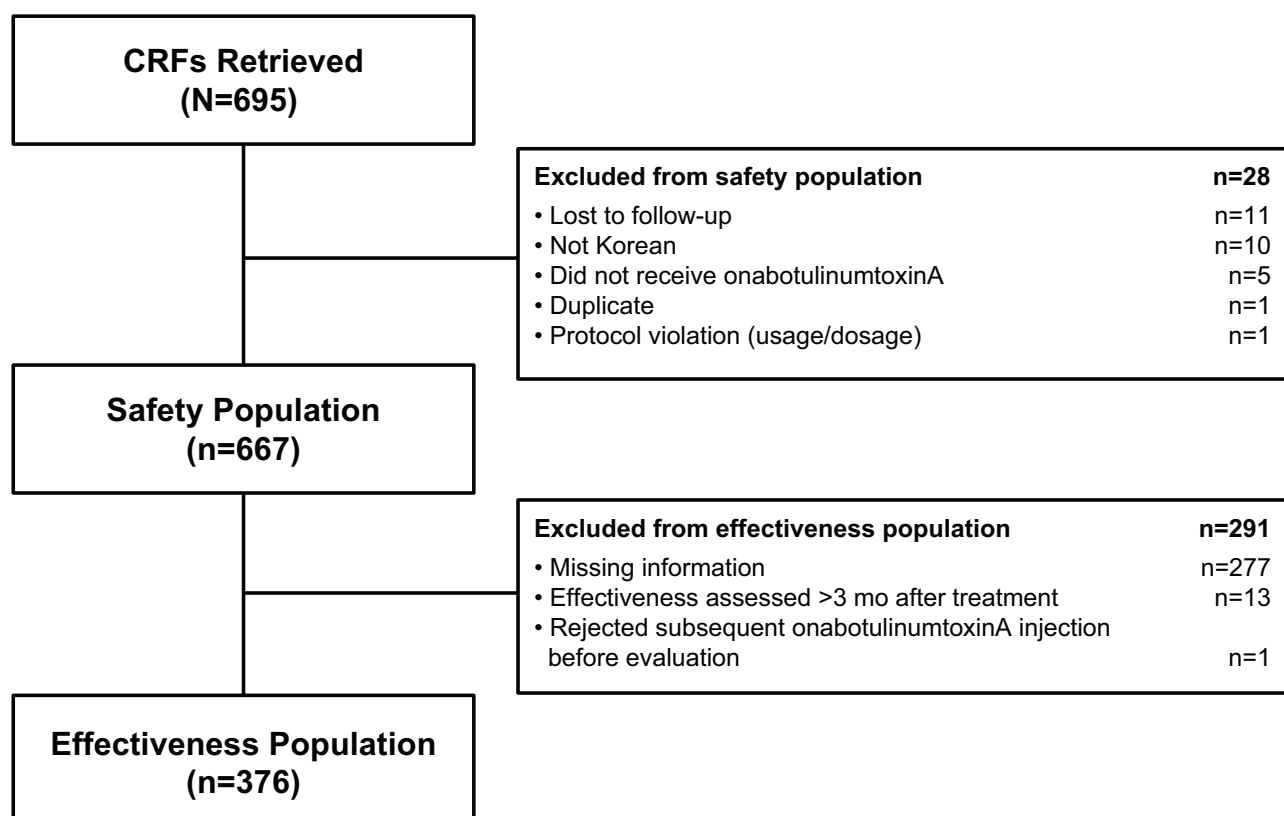 CRFs Retrieved
(N=695)
Excluded from safety population n=28
• Lost to follow-up n=11
• Not Korean n=10
• Did not receive onabotulinumtoxinA n=5
• Duplicate n=1
• Protocol violation (usage/dosage) n=1
Safety Population
(n=667)
Excluded from effectiveness population n=291
• Missing information n=277
• Effectiveness assessed >3 mo after treatment n=13
• Rejected subsequent onabotulinumtoxinA injection
before evaluation n=1
Effectiveness Population
(n=376)